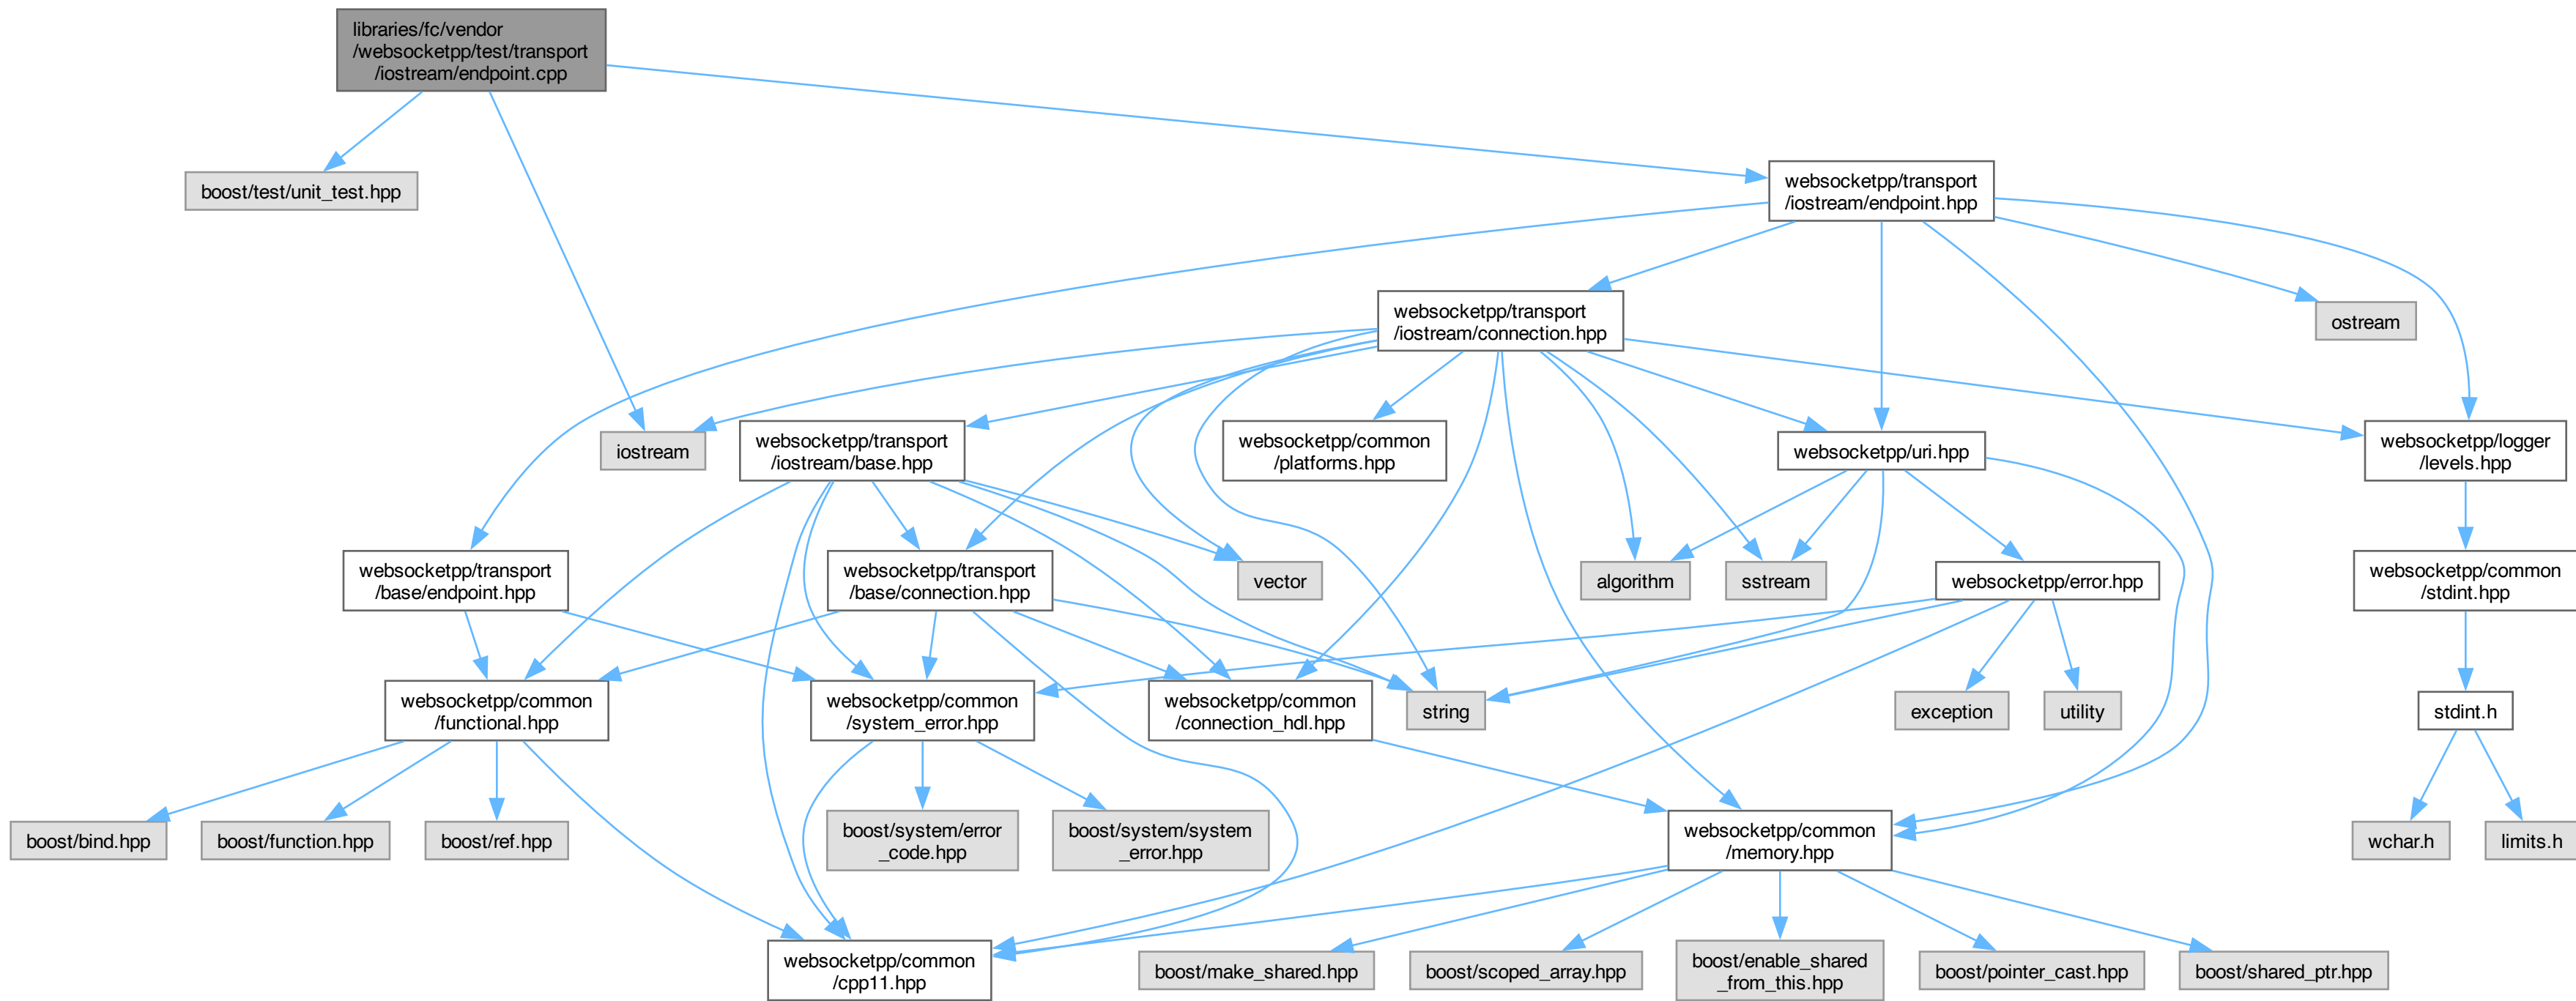 libraries/fc/vendor
/websocketpp/test/transport
/iostream/endpoint.cpp
boost/test/unit_test.hpp
websocketpp/transport
/iostream/endpoint.hpp
websocketpp/transport
/iostream/connection.hpp
ostream
iostream
websocketpp/transport
/iostream/base.hpp
websocketpp/common
/platforms.hpp
websocketpp/uri.hpp
websocketpp/logger
/levels.hpp
websocketpp/transport
/base/endpoint.hpp
websocketpp/transport
/base/connection.hpp
vector
algorithm
sstream
websocketpp/error.hpp
websocketpp/common
/stdint.hpp
websocketpp/common
/functional.hpp
websocketpp/common
/system_error.hpp
websocketpp/common
/connection_hdl.hpp
string
exception
utility
stdint.h
boost/bind.hpp
boost/function.hpp
boost/ref.hpp
boost/system/error
_code.hpp
boost/system/system
_error.hpp
websocketpp/common
/memory.hpp
wchar.h
limits.h
websocketpp/common
/cpp11.hpp
boost/make_shared.hpp
boost/scoped_array.hpp
boost/enable_shared
_from_this.hpp
boost/pointer_cast.hpp
boost/shared_ptr.hpp